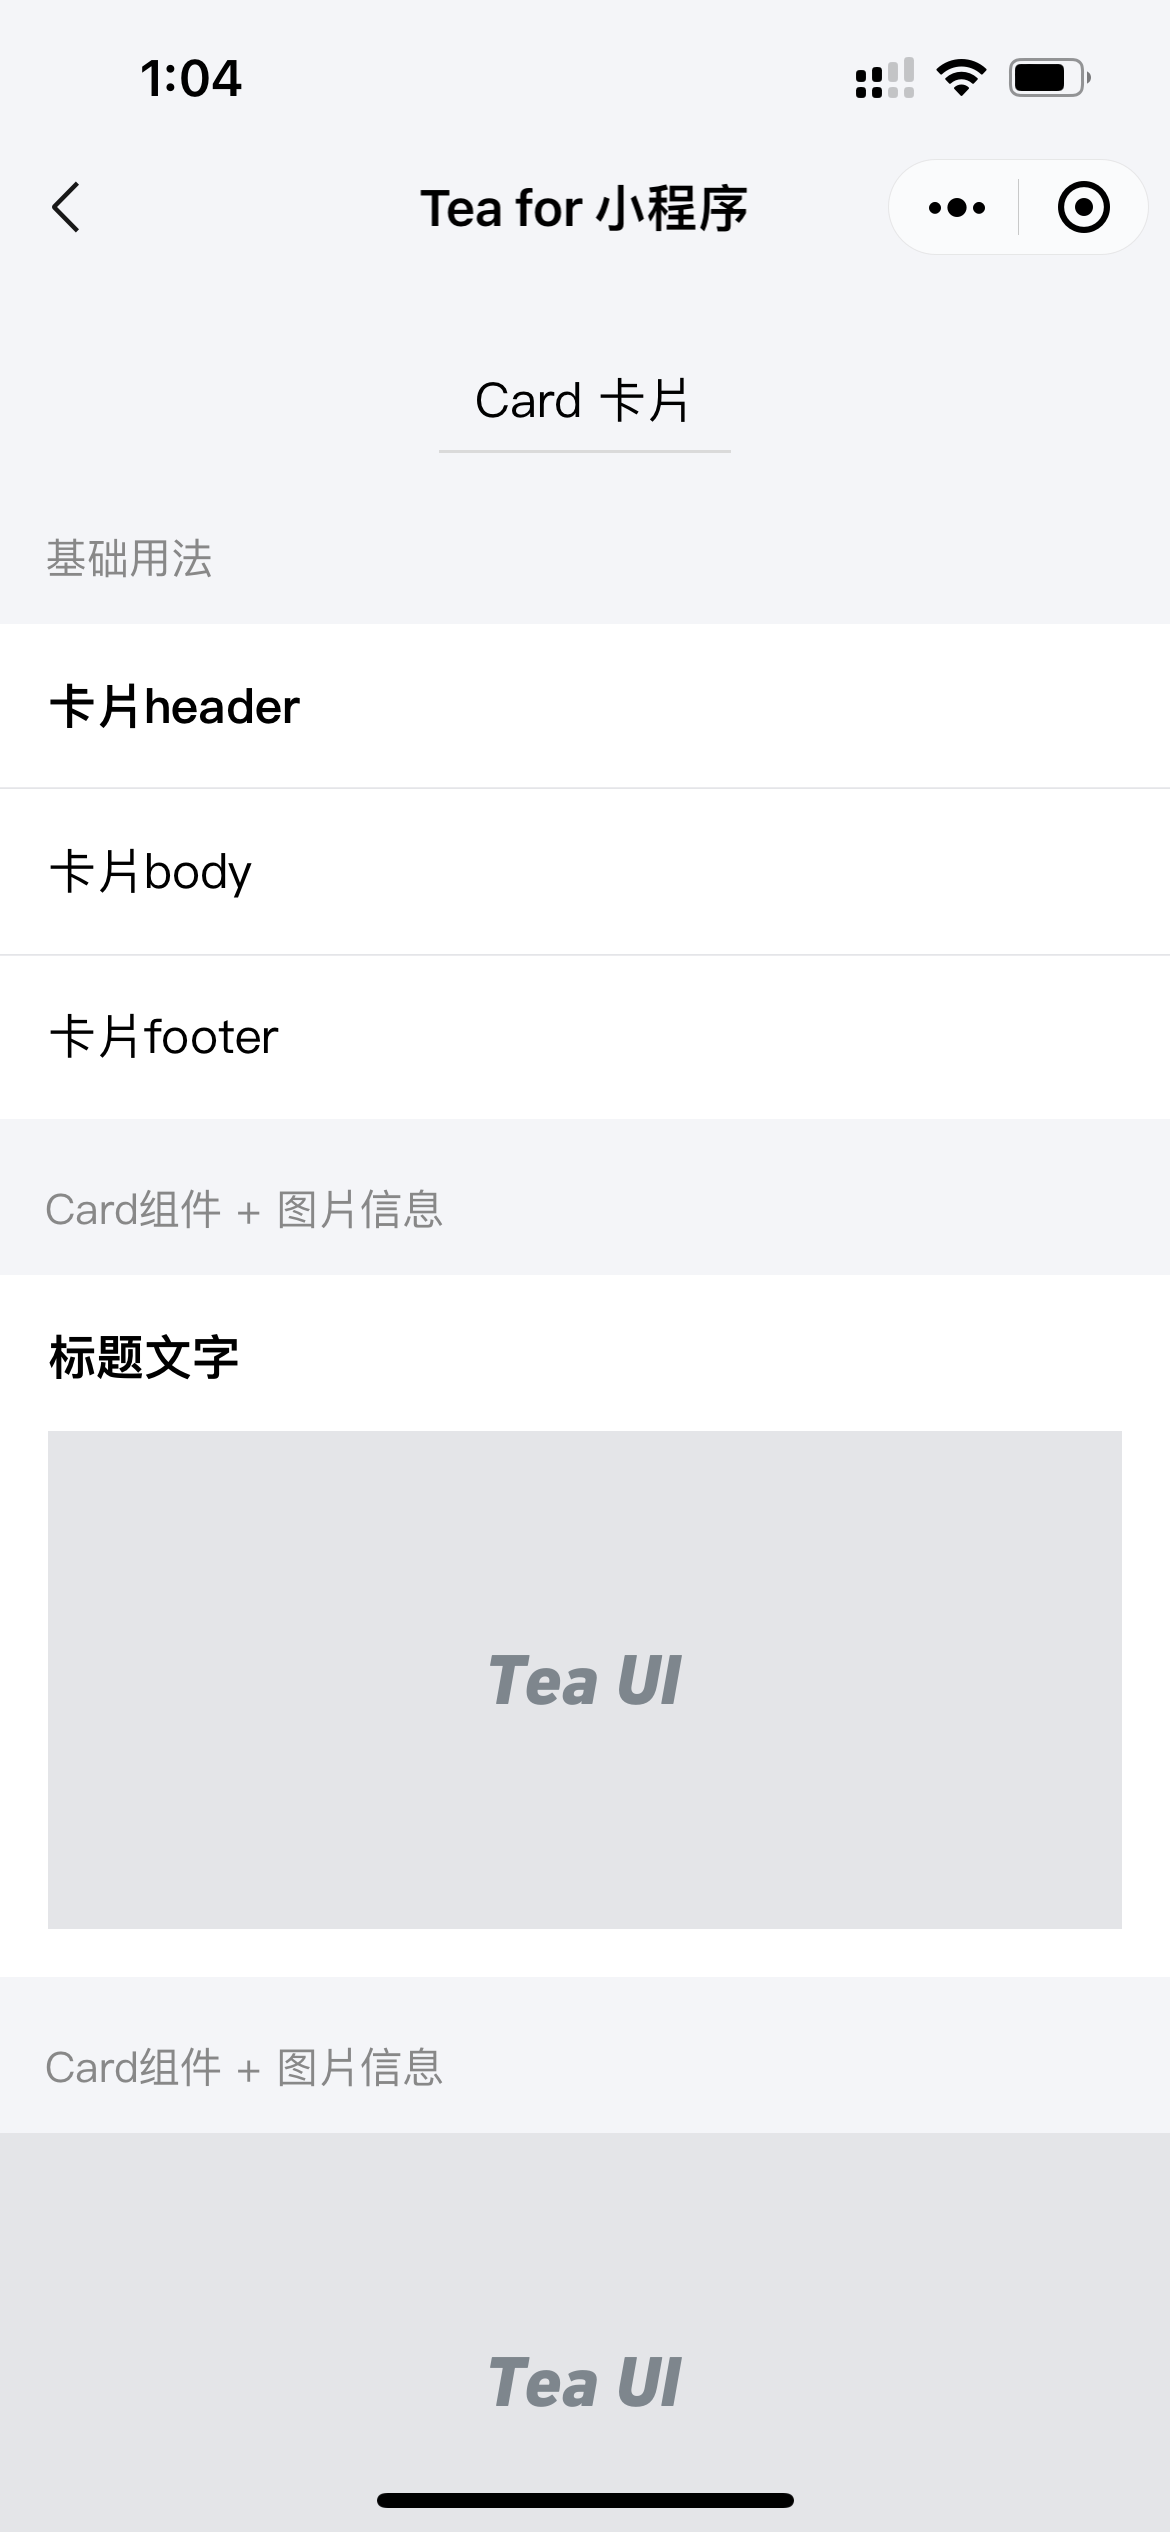 1:04
Tea for 小程序
Card 卡片
基础用法
卡片header
卡片body
卡片footer
Card组件 + 图片信息
标题文字
Tea UI
Card组件 + 图片信息
Tea UI